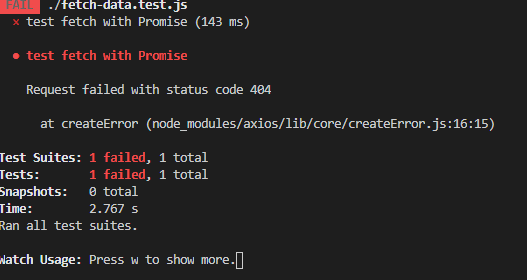 FAIL ./fetch-data.test.js
× test fetch with Promise (143 ms)
● test fetch with Promise
Request failed with status code 404
at createError (node_modules/axios/lib/core/createError.js:16:15)
Test Suites: 1 failed, 1 total
Tests: 1 failed, 1 total
Snapshots: 0 total
Time: 2.767 s
Ran all test suites.
Watch Usage: Press w to show more.